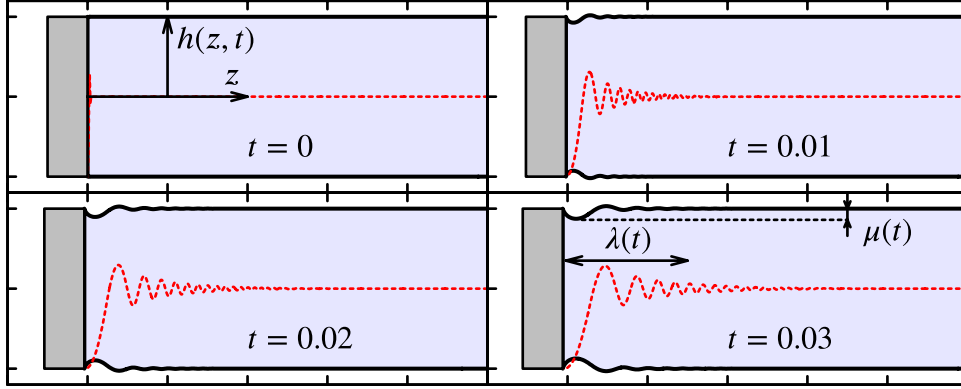 h(z, t)
z
t = 0
t = 0.01
t = 0.02
λ(t)
μ(t)
t = 0.03